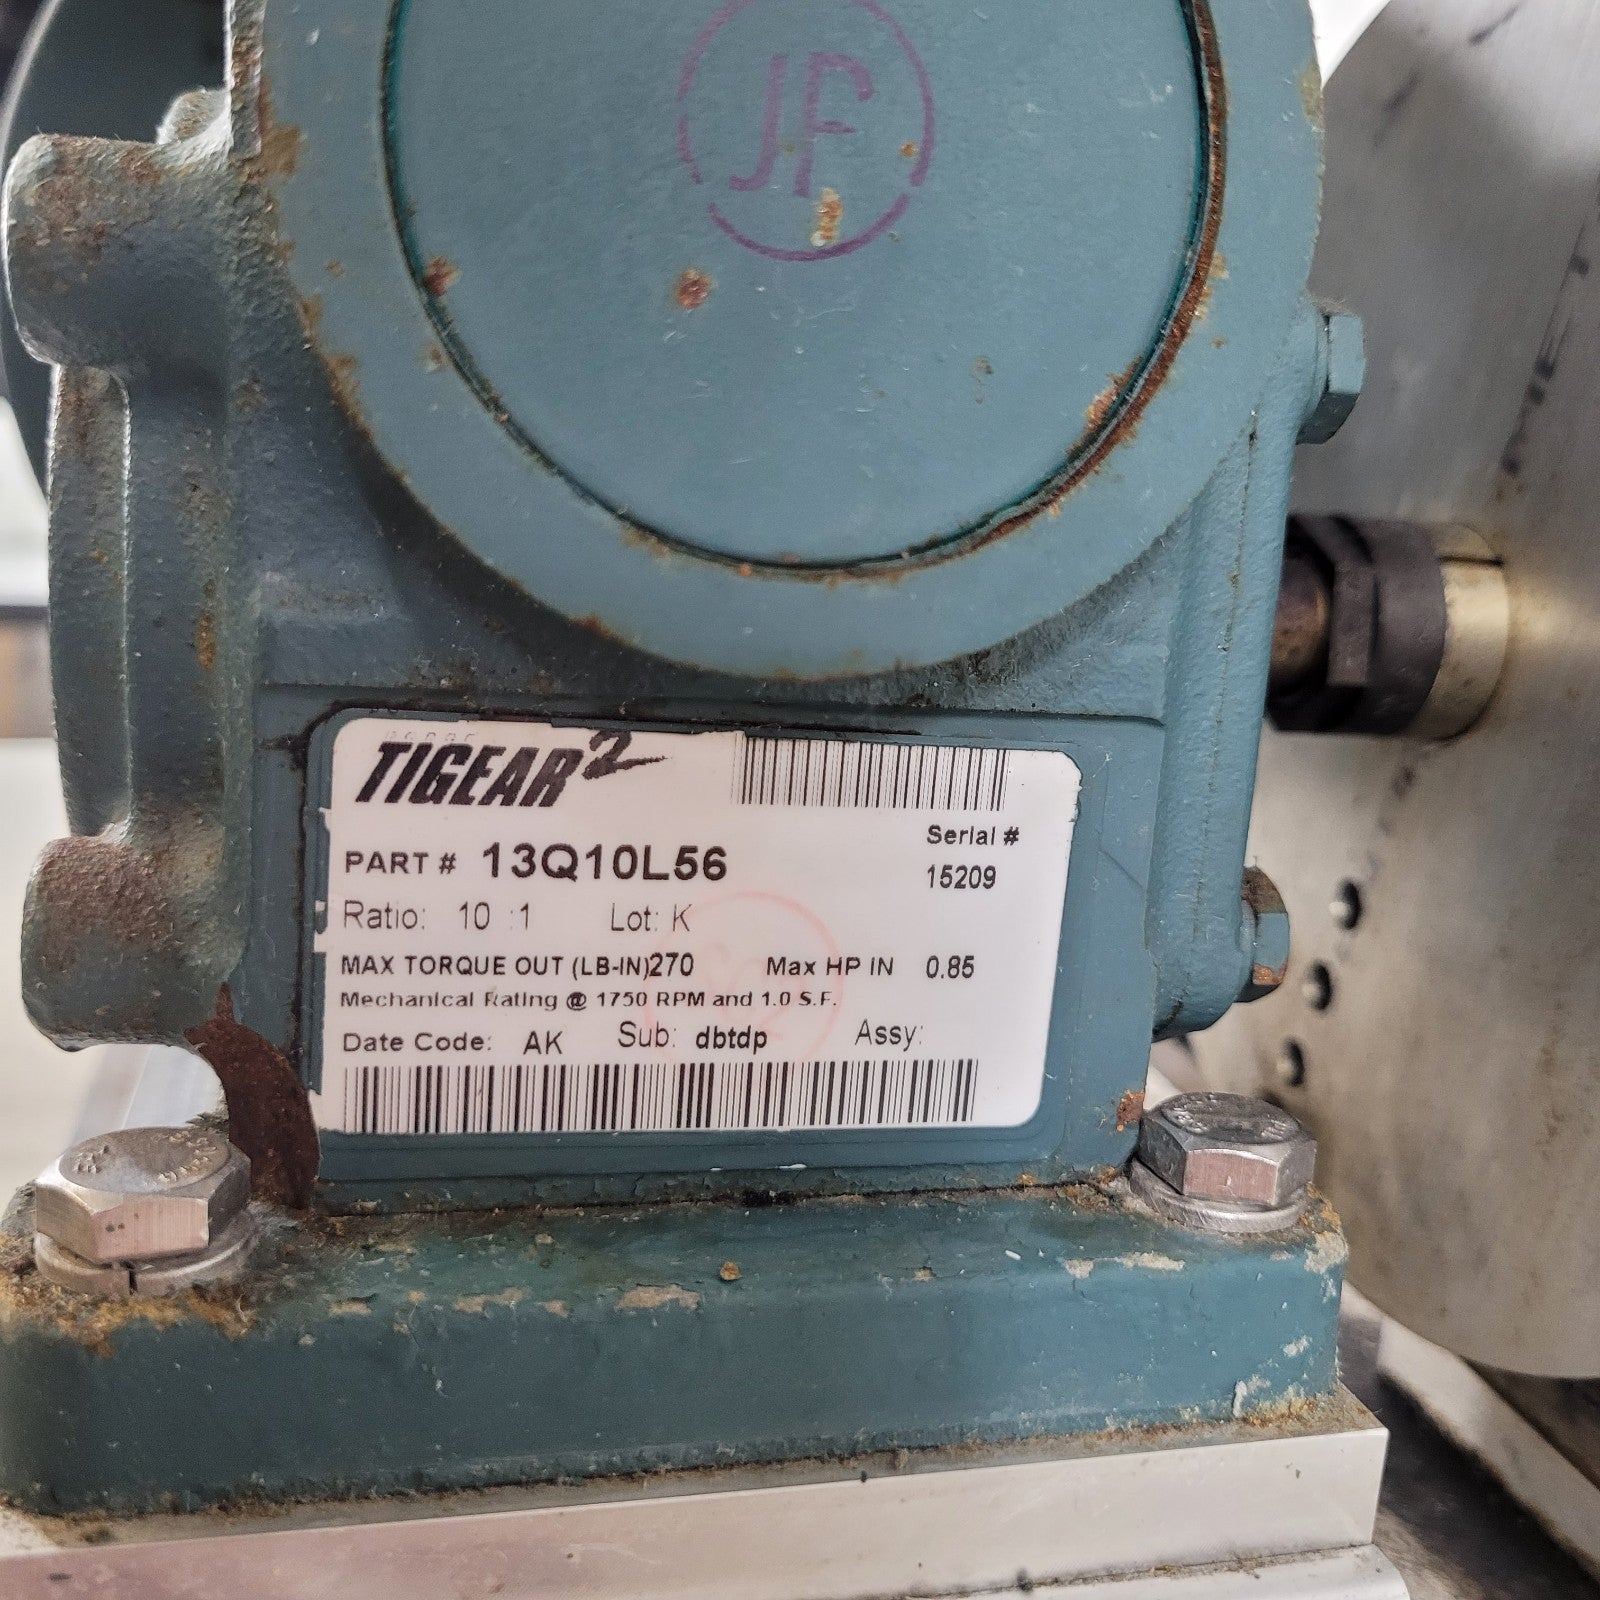 JF
TIGEAR2
PART # 13Q10L56
Serial #
15209
Ratio: 10 :1 Lot: K
MAX TORQUE OUT (LB-IN)270 Max HP IN 0.85
Mechanical Rating @ 1750 RPM and 1.0 S.F.
Date Code: AK Sub: dbtdp Assy: